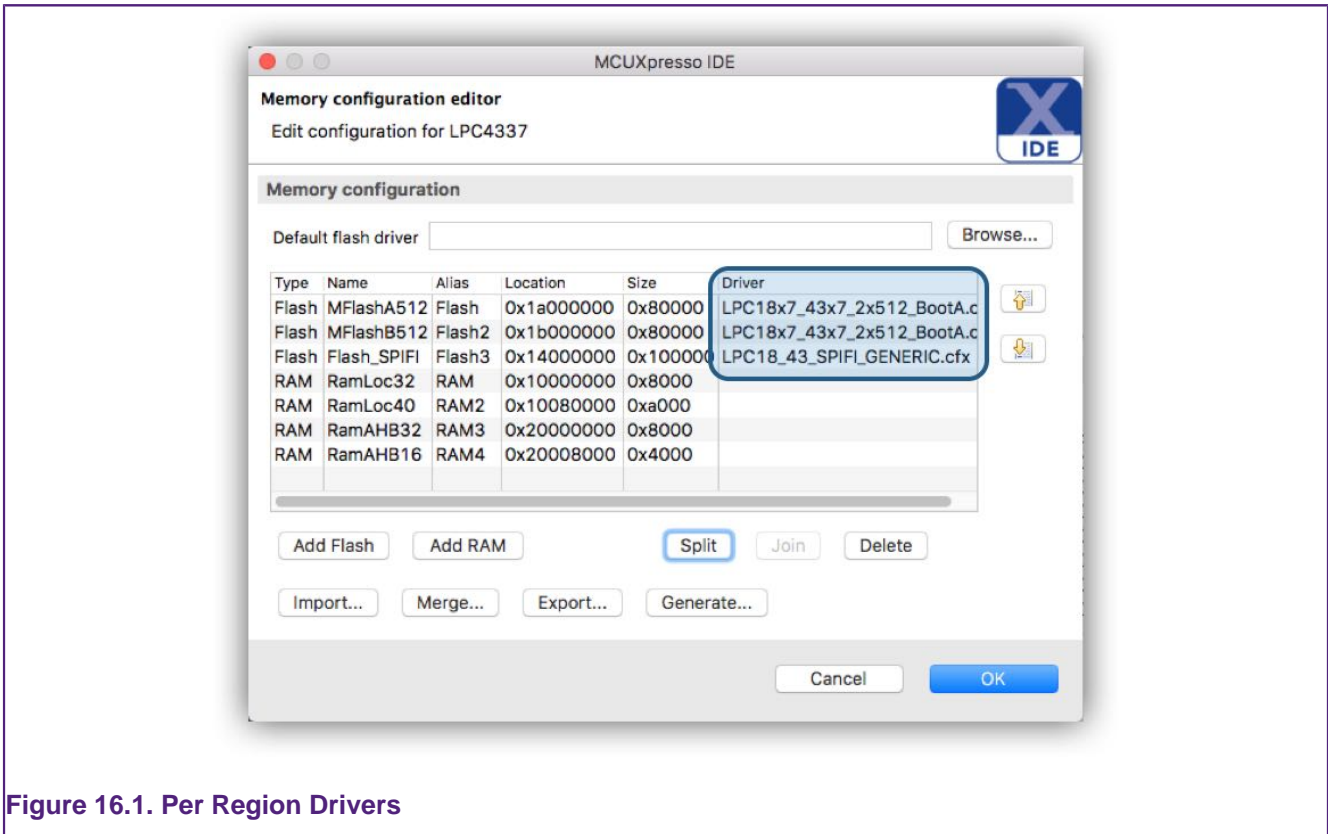 MCUXpresso IDE
Memory configuration editor
Edit configuration for LPC4337
X
IDE
Memory configuration
Default flash driver
Browse...
Type Name Alias Location Size Driver
Flash MFlashA512 Flash 0x1a000000 0x80000 LPC18x7_43x7_2x512_BootA.c
Flash MFlashB512 Flash2 0x1b000000 0x80000 LPC18x7_43x7_2x512_BootA.c
Flash Flash_SPIFI Flash3 0x14000000 0x100000 LPC18_43_SPIFI_GENERIC.cfx
RAM RamLoc32 RAM 0x10000000 0x8000
RAM RamLoc40 RAM2 0x10080000 0xa000
RAM RamAHB32 RAM3 0x20000000 0x8000
RAM RamAHB16 RAM4 0x20008000 0x4000
Add Flash Add RAM Split Join Delete
Import... Merge... Export... Generate...
Cancel OK
Figure 16.1. Per Region Drivers